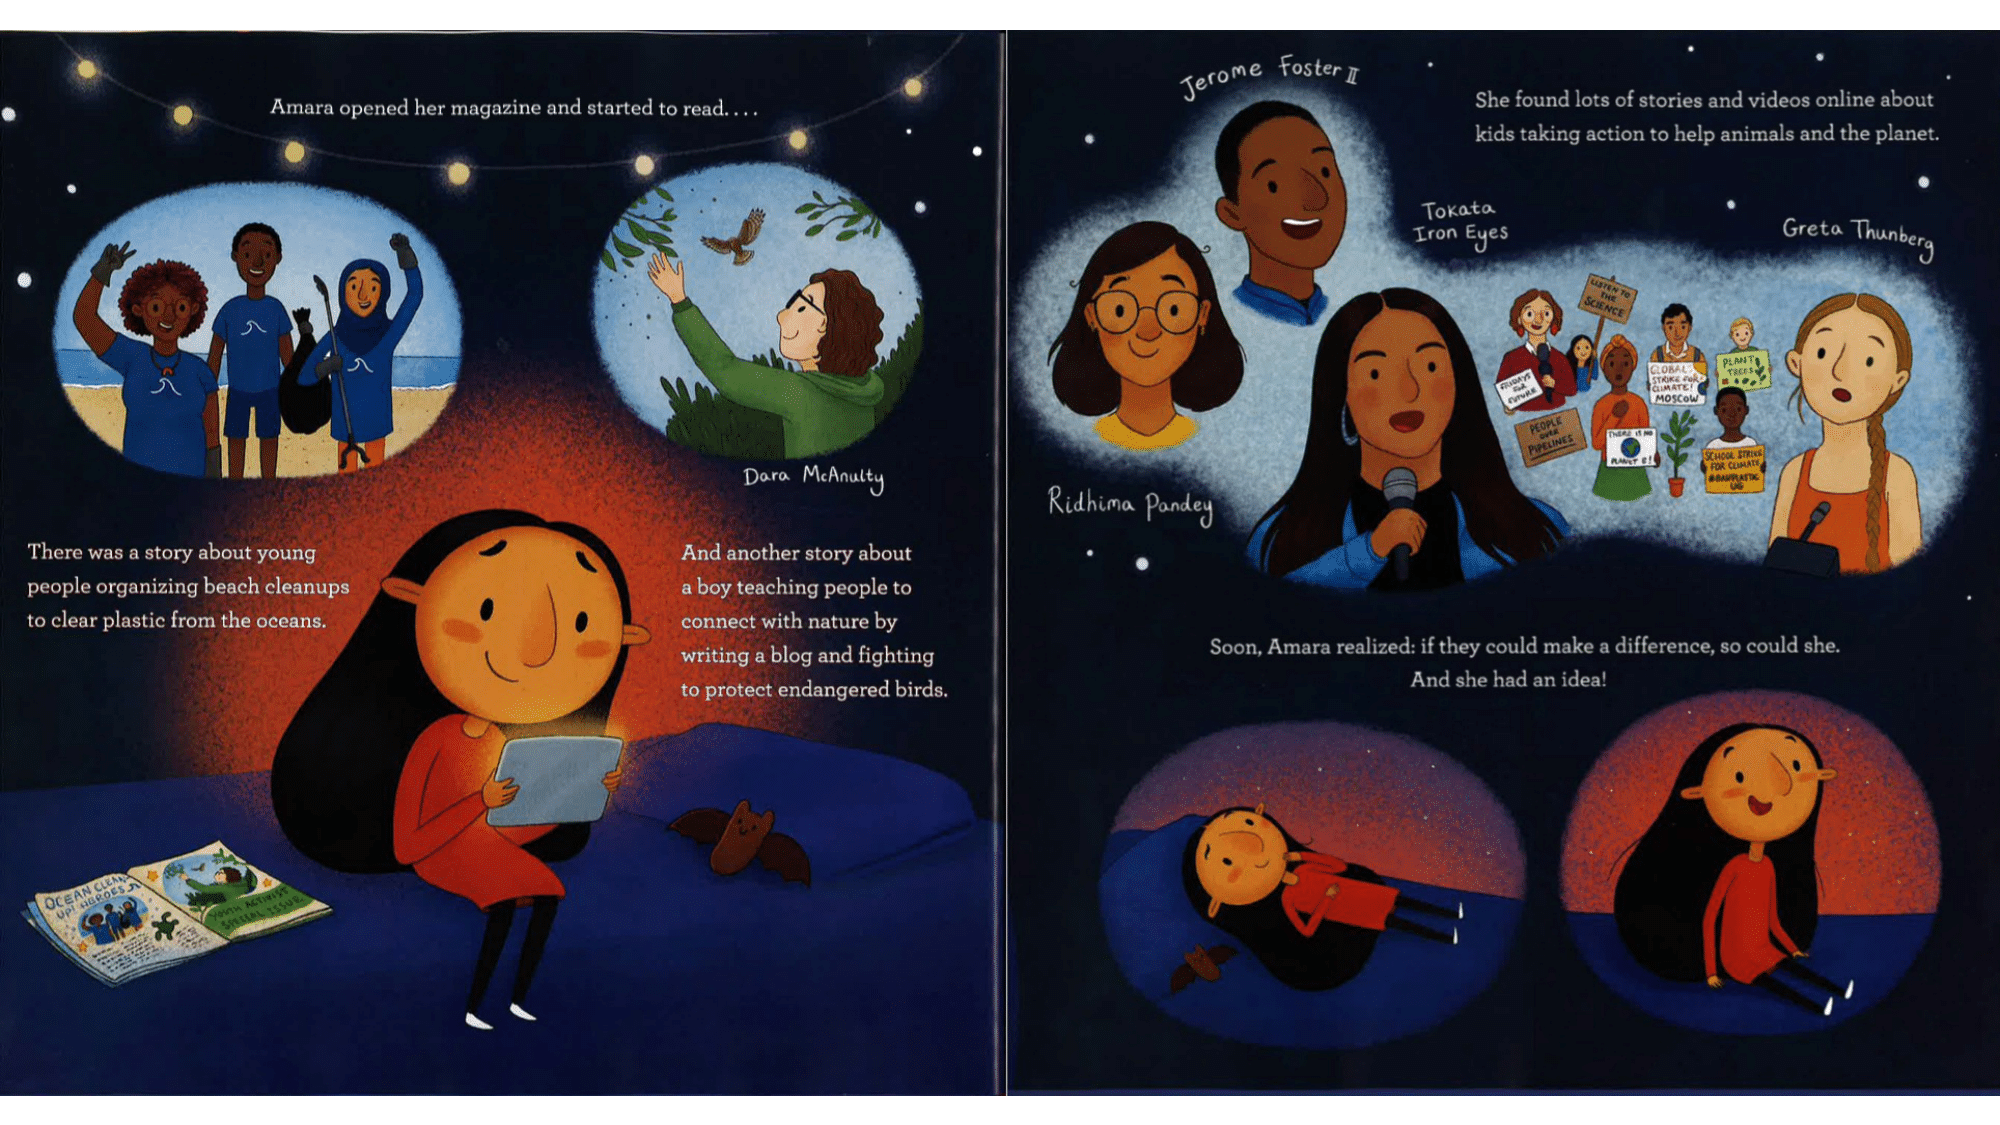 Amara opened her magazine and started to read....
Dara McAnulty
There was a story about young
people organizing beach cleanups
to clear plastic from the oceans.
And another story about
a boy teaching people to
connect with nature by
writing a blog and fighting
to protect endangered birds.
OCEAN CLEAN
UP! HEROES
YOUTH ACTIVIST
SPECIAL ISSUE
Jerome Foster II
She found lots of stories and videos online about
kids taking action to help animals and the planet.
Tokata
Iron Eyes
Greta Thunberg
Ridhima Pandey
LISTEN TO
THE
SCIENCE
FRIDAYS
FOR
FUTURE
PEOPLE
OVER
PIPELINES
GLOBAL
STRIKE FOR
CLIMATE!
MOSCOW
PLANT
TREES
THERE IS NO
PLANET B!
SCHOOL STRIKE
FOR CLIMATE
#BANPLASTIC
UG
Soon, Amara realized: if they could make a difference, so could she.
And she had an idea!